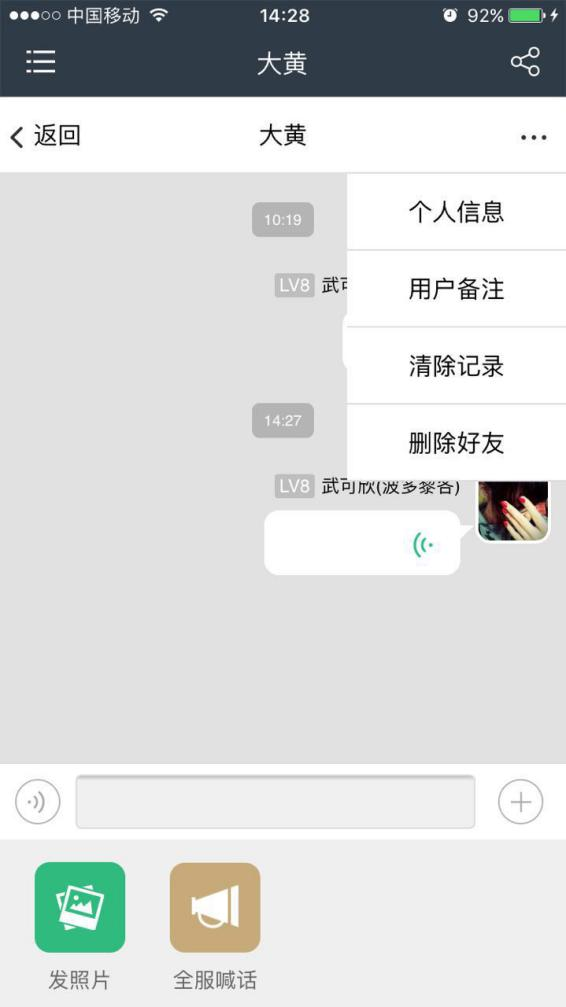 中国移动 14:28 92%
大黄
返回 大黄 •••
个人信息
10:19
用户备注
LV8 武可
清除记录
14:27
删除好友
LV8 武可欣(波多黎各)
发照片 全服喊话